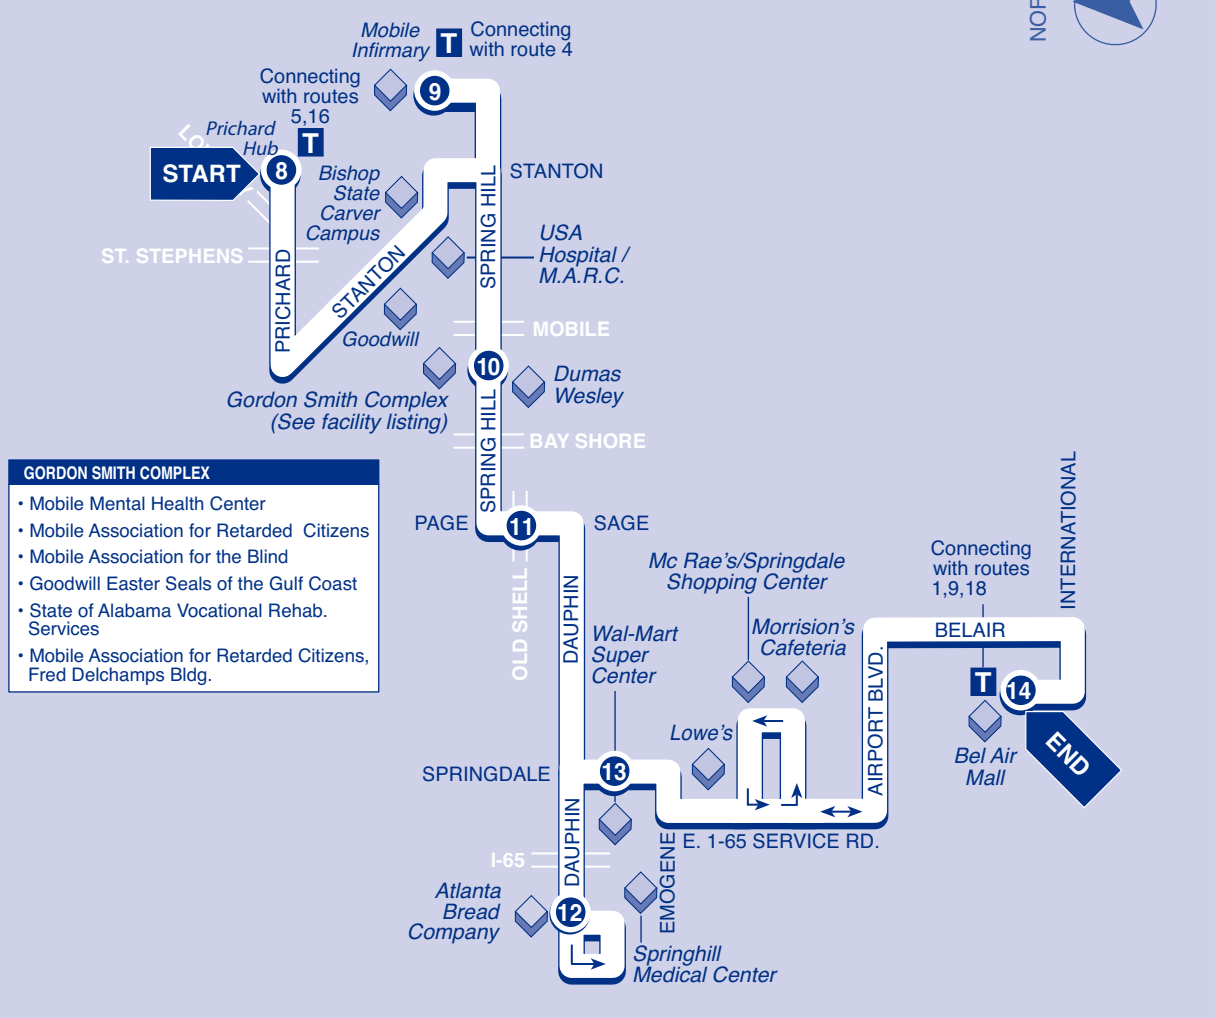 NOR
Mobile
Infirmary
T
Connecting
with route 4
9
Connecting
with routes
5,16
T
Prichard
Hub
START
8
Bishop
State
Carver
Campus
STANTON
SPRING HILL
USA
Hospital /
M.A.R.C.
ST. STEPHENS
PRICHARD
STANTON
Goodwill
MOBILE
10
Dumas
Wesley
Gordon Smith Complex
(See facility listing)
SPRING HILL
BAY SHORE
GORDON SMITH COMPLEX
• Mobile Mental Health Center
• Mobile Association for Retarded Citizens
• Mobile Association for the Blind
• Goodwill Easter Seals of the Gulf Coast
• State of Alabama Vocational Rehab.
Services
• Mobile Association for Retarded Citizens,
Fred Delchamps Bldg.
PAGE
11
SAGE
OLD SHELL
DAUPHIN
Wal-Mart
Super
Center
Mc Rae's/Springdale
Shopping Center
Morrision's
Cafeteria
Connecting
with routes
1,9,18
INTERNATIONAL
BELAIR
AIRPORT BLVD.
T
14
Bel Air
Mall
END
Lowe's
SPRINGDALE
13
E. 1-65 SERVICE RD.
EMOGENE
DAUPHIN
I-65
Atlanta
Bread
Company
12
Springhill
Medical Center